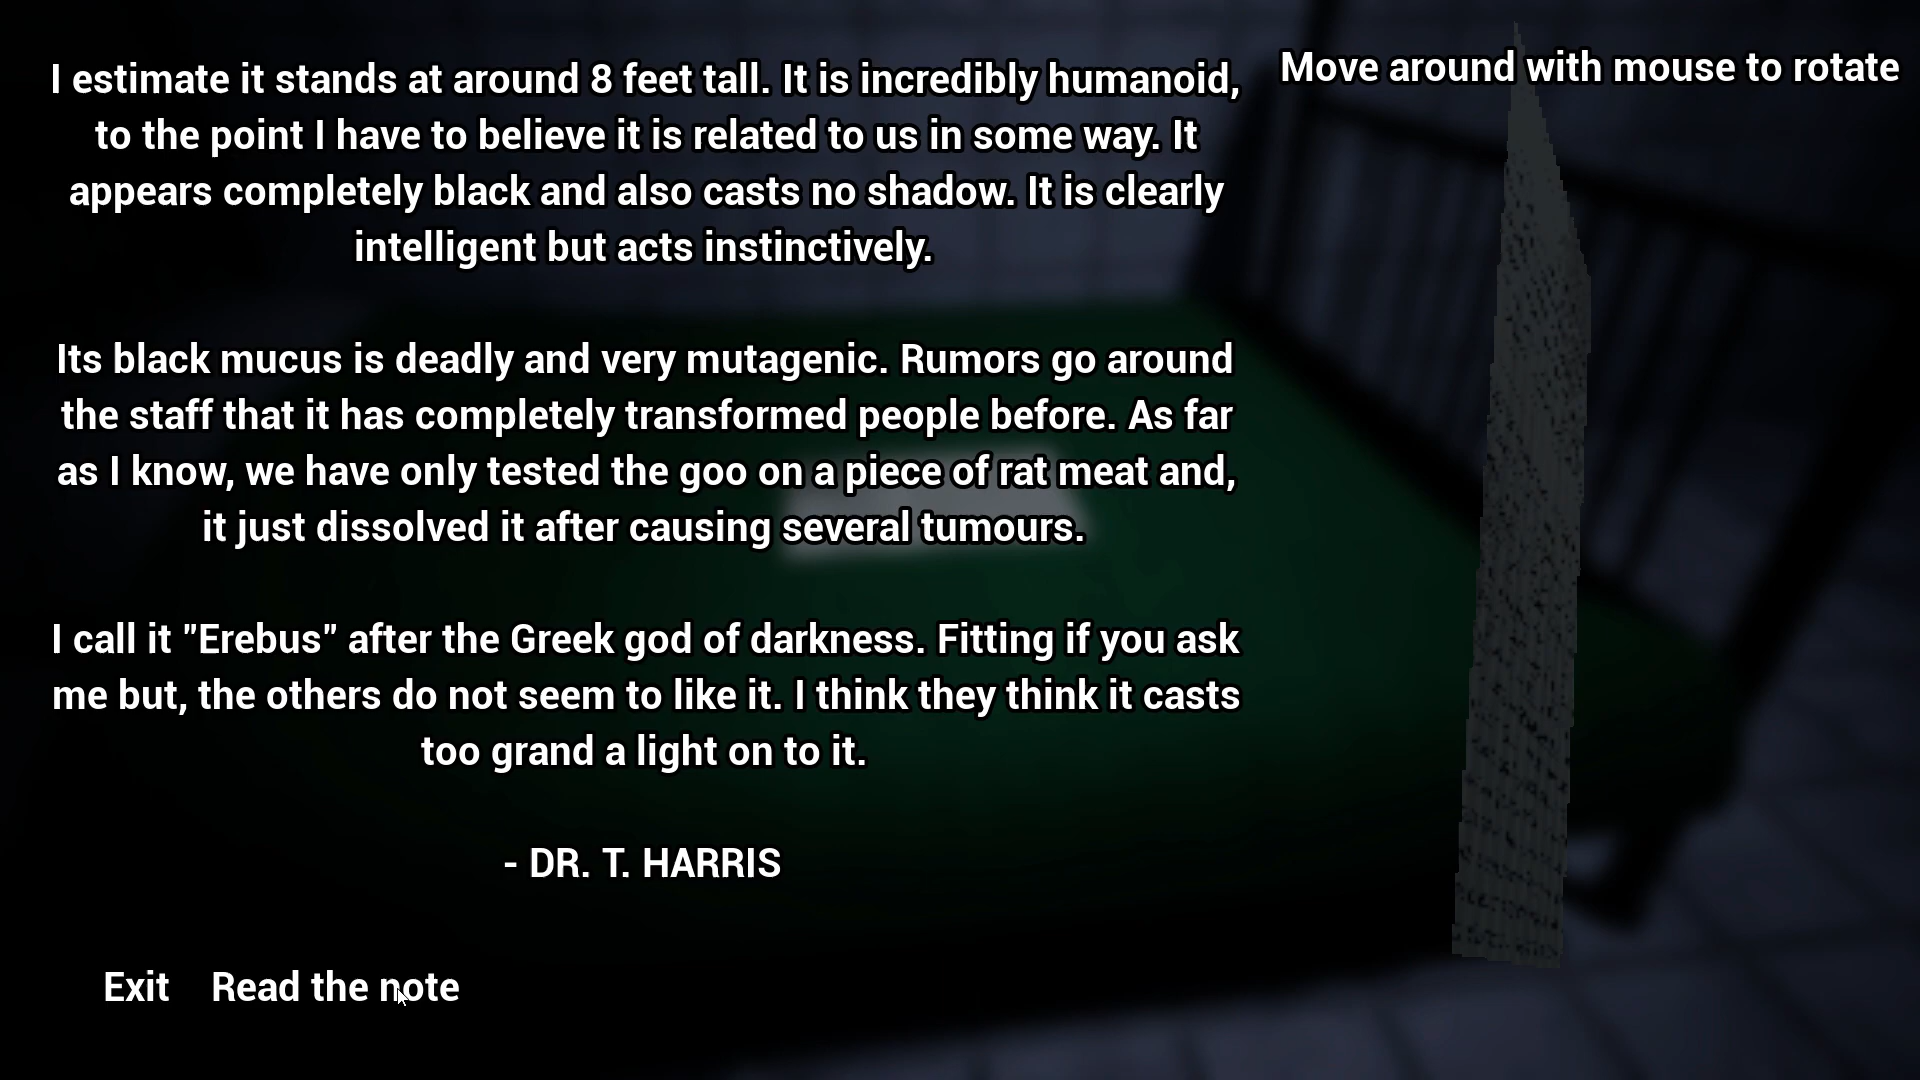 I estimate it stands at around 8 feet tall. It is incredibly humanoid,
to the point I have to believe it is related to us in some way. It
appears completely black and also casts no shadow. It is clearly
intelligent but acts instinctively.
Its black mucus is deadly and very mutagenic. Rumors go around
the staff that it has completely transformed people before. As far
as I know, we have only tested the goo on a piece of rat meat and,
it just dissolved it after causing several tumours.
I call it "Erebus" after the Greek god of darkness. Fitting if you ask
me but, the others do not seem to like it. I think they think it casts
too grand a light on to it.
- DR. T. HARRIS
Exit Read the note
Move around with mouse to rotate